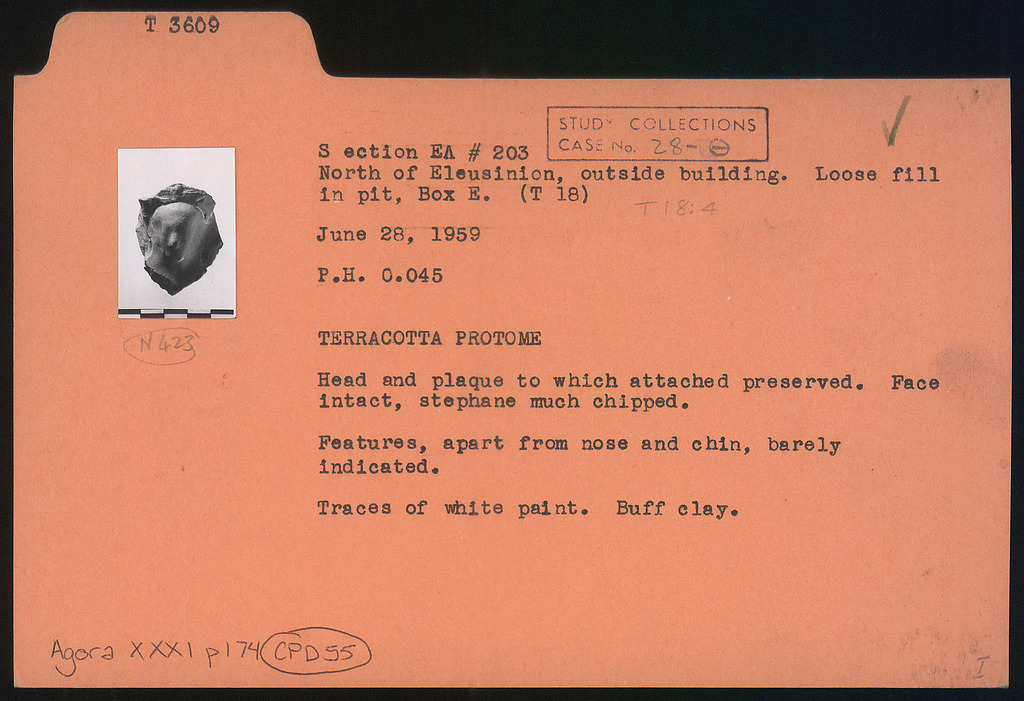 T 3609
STUDY COLLECTIONS
CASE No. 28-⊖
S ection EA # 203
North of Eleusinion, outside building. Loose fill
in pit, Box E. (T 18)
T18:4
June 28, 1959
P.H. 0.045
N423
TERRACOTTA PROTOME
Head and plaque to which attached preserved. Face
intact, stephane much chipped.
Features, apart from nose and chin, barely
indicated.
Traces of white paint. Buff clay.
Agora XXXI p174 CPD55
I